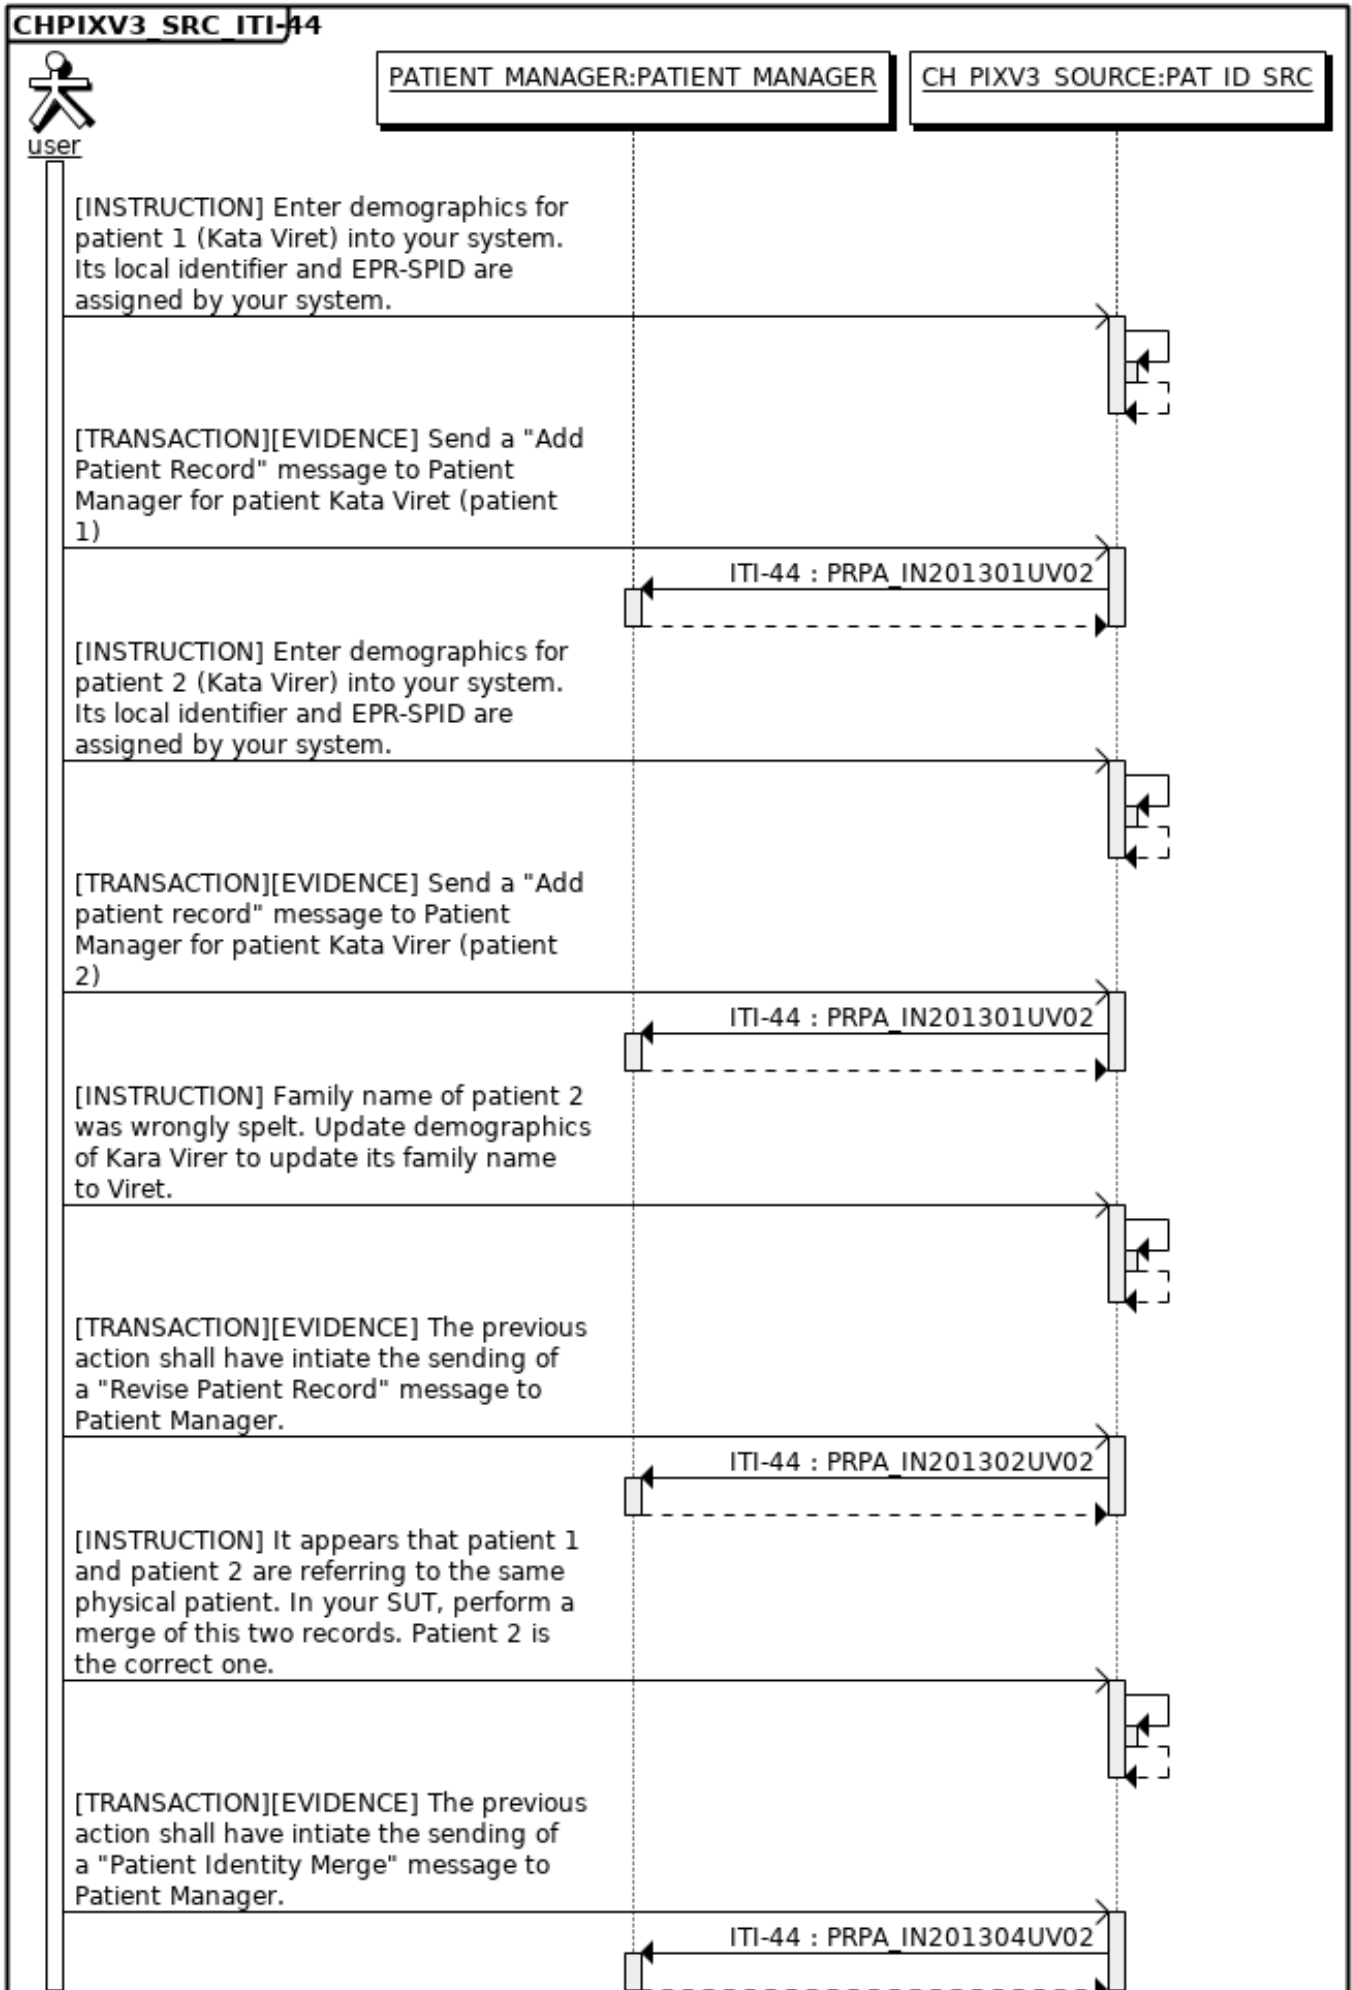 CHPIXV3_SRC_ITI-44
PATIENT_MANAGER:PATIENT_MANAGER
CH_PIXV3_SOURCE:PAT_ID_SRC
user
[INSTRUCTION] Enter demographics for
patient 1 (Kata Viret) into your system.
Its local identifier and EPR-SPID are
assigned by your system.
[TRANSACTION][EVIDENCE] Send a "Add
Patient Record" message to Patient
Manager for patient Kata Viret (patient
1)
ITI-44 : PRPA_IN201301UV02
[INSTRUCTION] Enter demographics for
patient 2 (Kata Virer) into your system.
Its local identifier and EPR-SPID are
assigned by your system.
[TRANSACTION][EVIDENCE] Send a "Add
patient record" message to Patient
Manager for patient Kata Virer (patient
2)
ITI-44 : PRPA_IN201301UV02
[INSTRUCTION] Family name of patient 2
was wrongly spelt. Update demographics
of Kara Virer to update its family name
to Viret.
[TRANSACTION][EVIDENCE] The previous
action shall have intiate the sending of
a "Revise Patient Record" message to
Patient Manager.
ITI-44 : PRPA_IN201302UV02
[INSTRUCTION] It appears that patient 1
and patient 2 are referring to the same
physical patient. In your SUT, perform a
merge of this two records. Patient 2 is
the correct one.
[TRANSACTION][EVIDENCE] The previous
action shall have intiate the sending of
a "Patient Identity Merge" message to
Patient Manager.
ITI-44 : PRPA_IN201304UV02